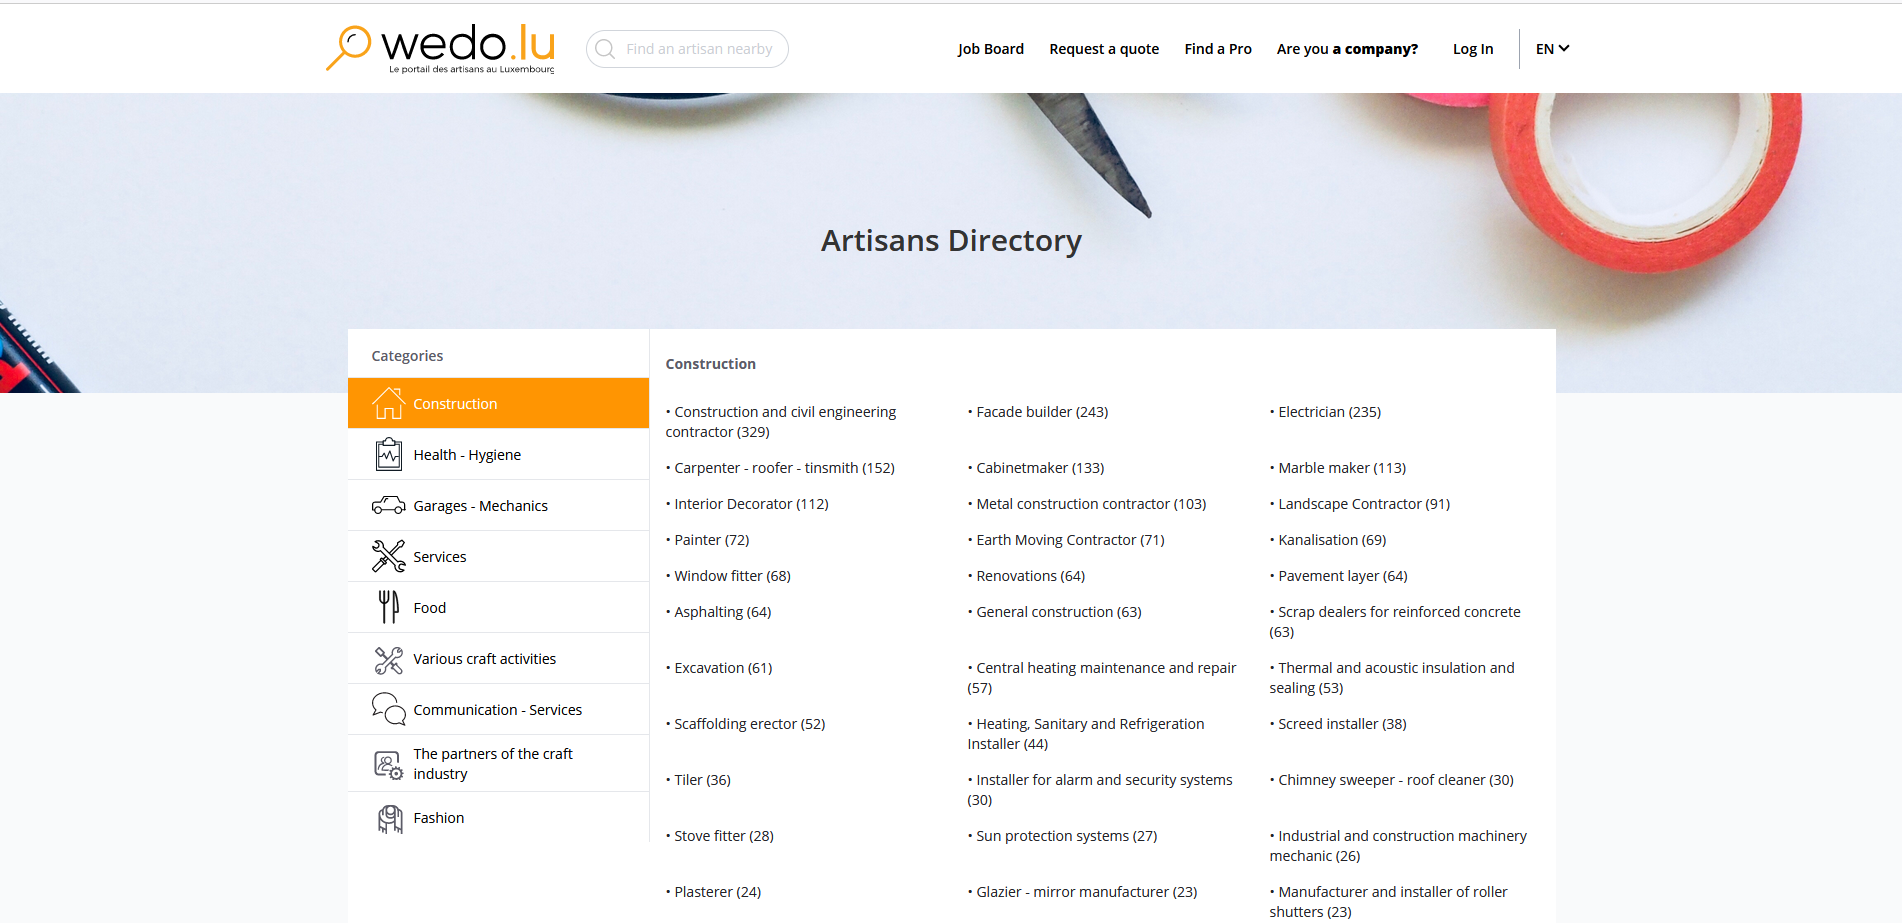 wedo.lu
Le portail des artisans au Luxembourg
Find an artisan nearby
Job Board
Request a quote
Find a Pro
Are you a company?
Log In
EN
Artisans Directory
Categories
Construction
Health - Hygiene
Garages - Mechanics
Services
Food
Various craft activities
Communication - Services
The partners of the craft
industry
Fashion
Construction
• Construction and civil engineering
contractor (329)
• Facade builder (243)
• Electrician (235)
• Carpenter - roofer - tinsmith (152)
• Cabinetmaker (133)
• Marble maker (113)
• Interior Decorator (112)
• Metal construction contractor (103)
• Landscape Contractor (91)
• Painter (72)
• Earth Moving Contractor (71)
• Kanalisation (69)
• Window fitter (68)
• Renovations (64)
• Pavement layer (64)
• Asphalting (64)
• General construction (63)
• Scrap dealers for reinforced concrete
(63)
• Excavation (61)
• Central heating maintenance and repair
(57)
• Thermal and acoustic insulation and
sealing (53)
• Scaffolding erector (52)
• Heating, Sanitary and Refrigeration
Installer (44)
• Screed installer (38)
• Tiler (36)
• Installer for alarm and security systems
(30)
• Chimney sweeper - roof cleaner (30)
• Stove fitter (28)
• Sun protection systems (27)
• Industrial and construction machinery
mechanic (26)
• Plasterer (24)
• Glazier - mirror manufacturer (23)
• Manufacturer and installer of roller
shutters (23)